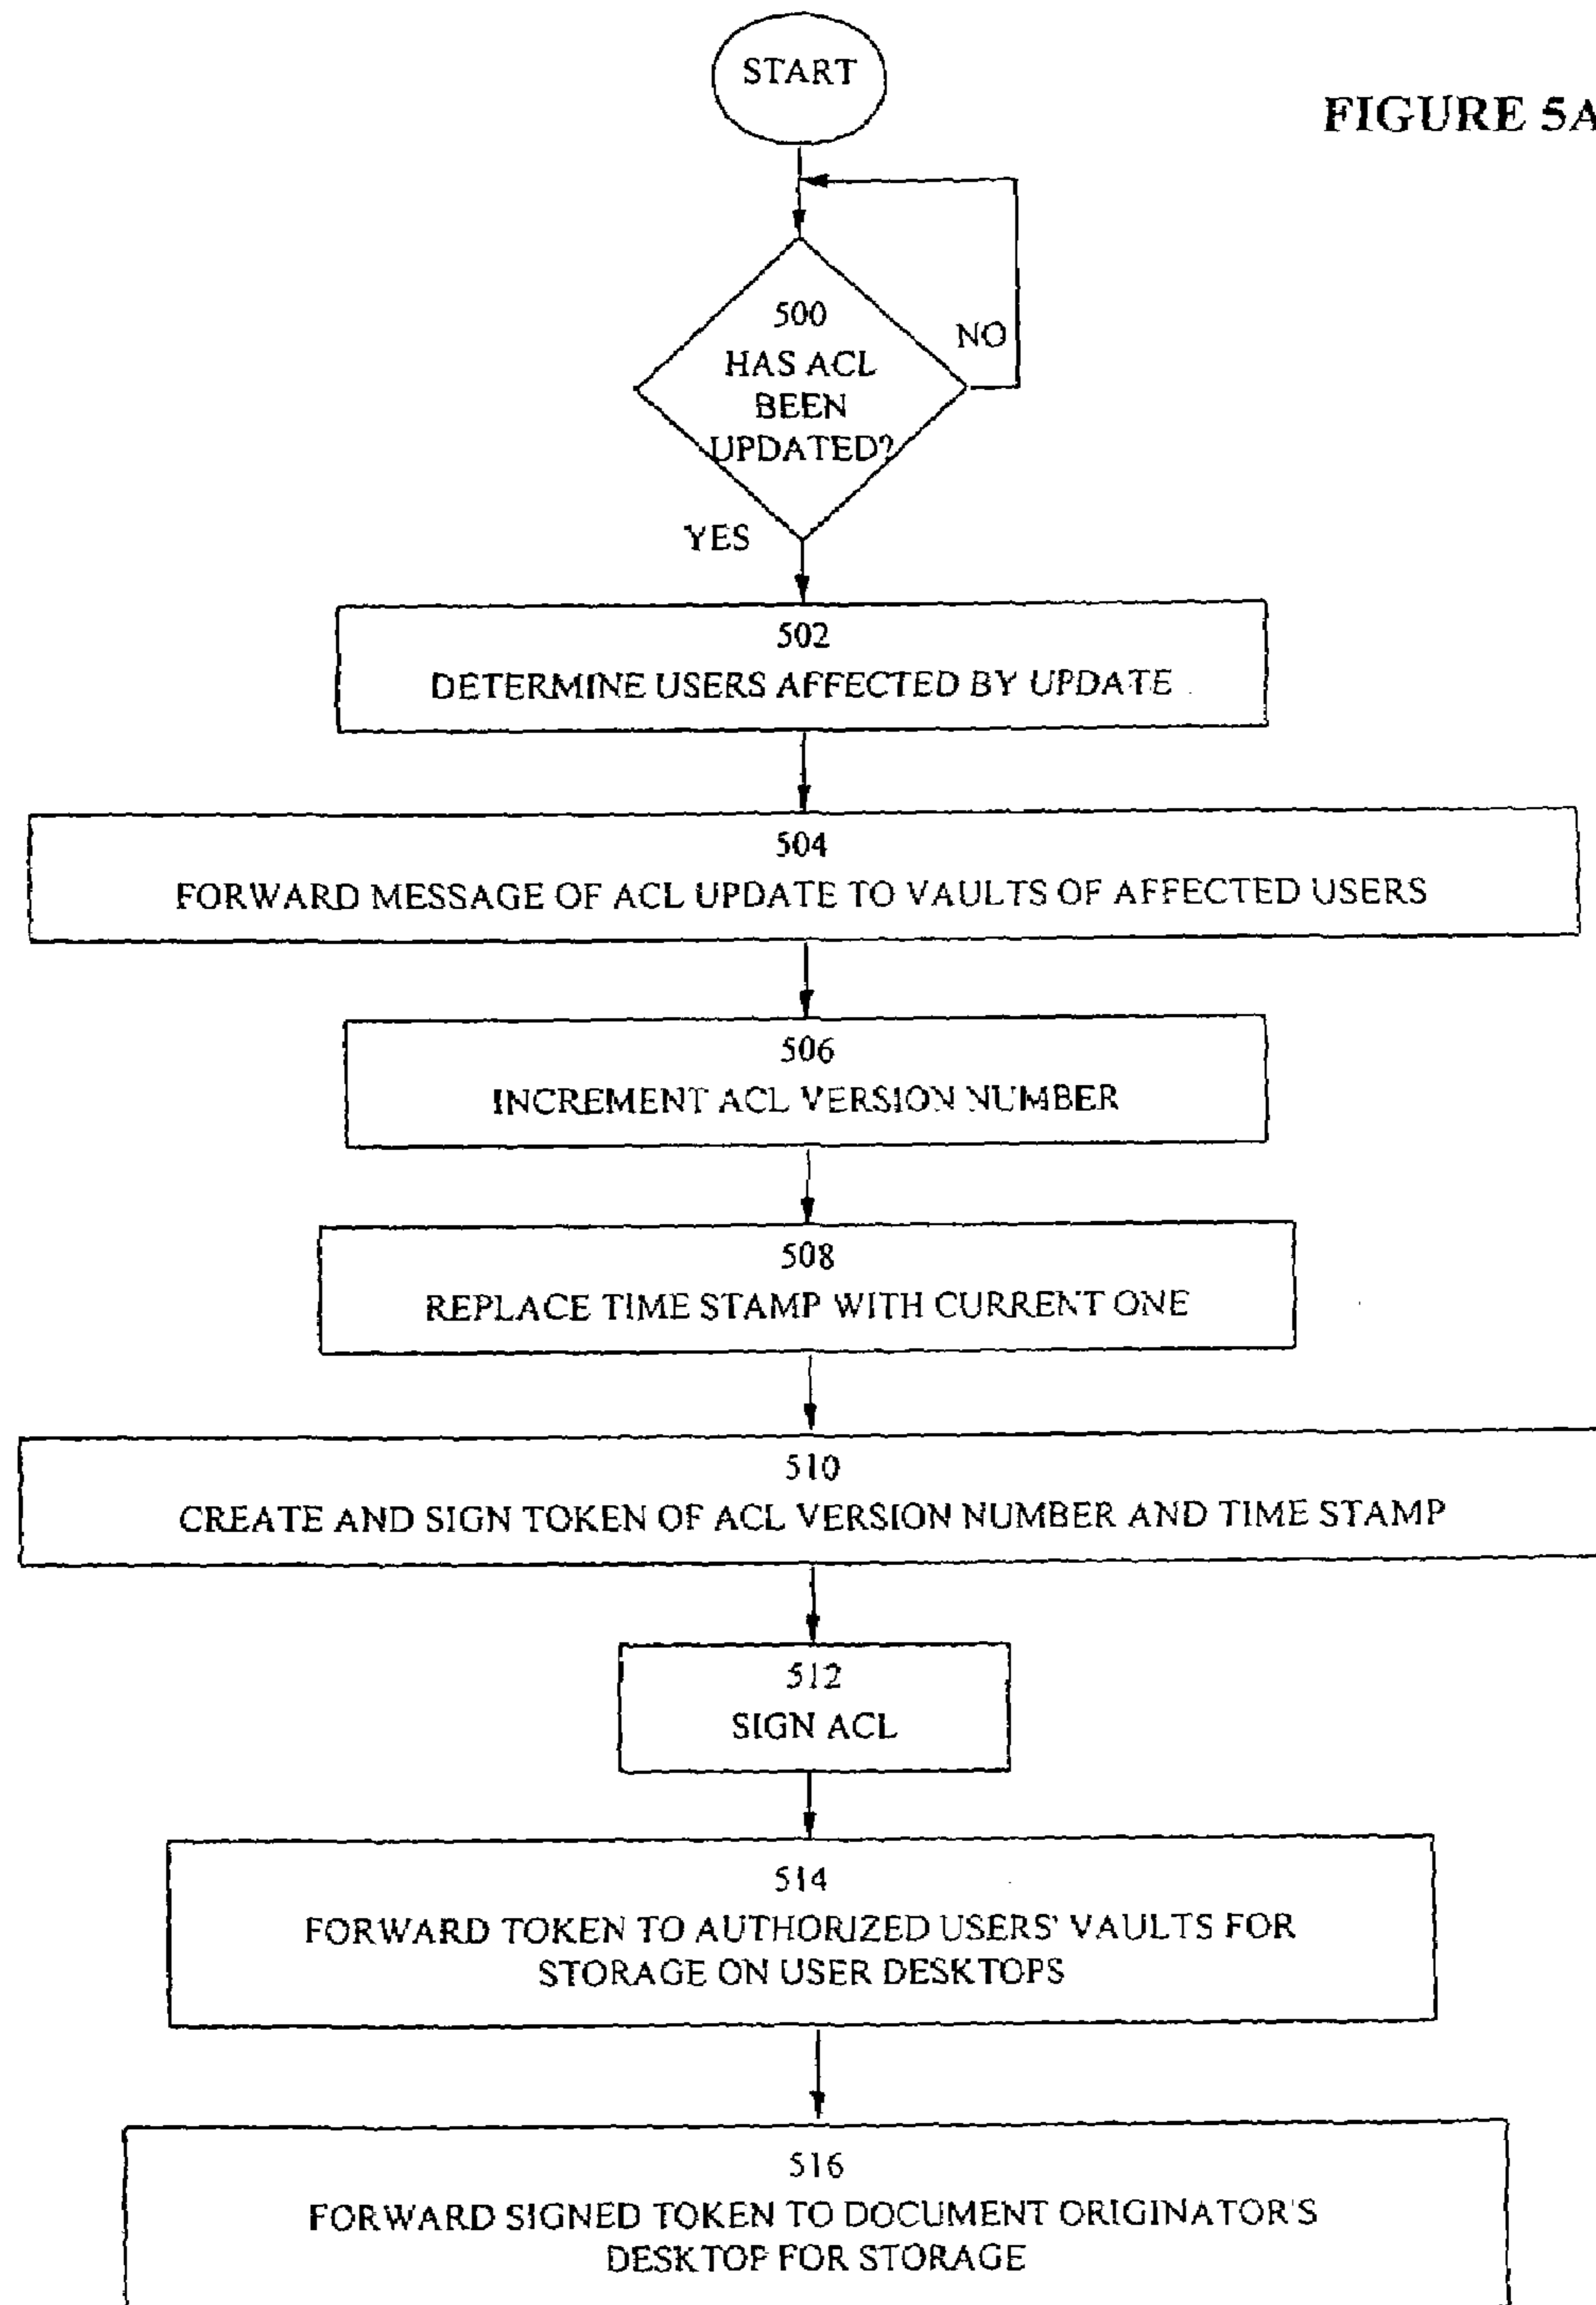 START
FIGURE 5A
500
HAS ACL
BEEN
UPDATED?
NO
YES
502
DETERMINE USERS AFFECTED BY UPDATE
504
FORWARD MESSAGE OF ACL UPDATE TO VAULTS OF AFFECTED USERS
506
INCREMENT ACL VERSION NUMBER
508
REPLACE TIME STAMP WITH CURRENT ONE
510
CREATE AND SIGN TOKEN OF ACL VERSION NUMBER AND TIME STAMP
512
SIGN ACL
514
FORWARD TOKEN TO AUTHORIZED USERS' VAULTS FOR
STORAGE ON USER DESKTOPS
516
FORWARD SIGNED TOKEN TO DOCUMENT ORIGINATOR'S
DESKTOP FOR STORAGE